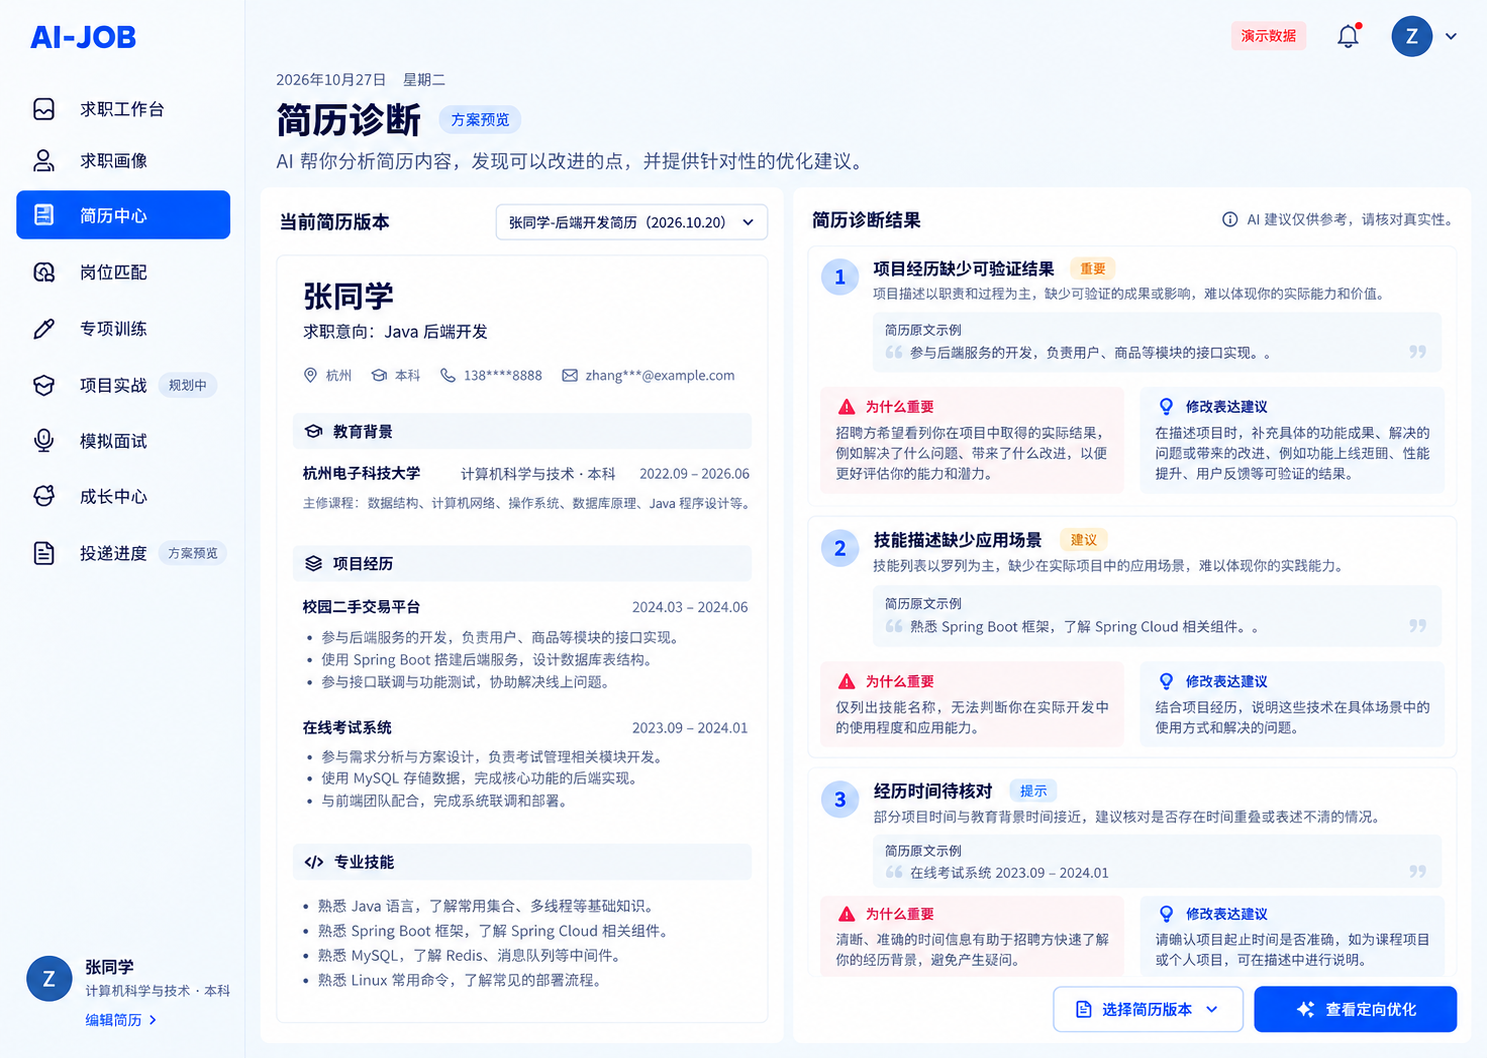 AI-JOB
求职工作台
求职画像
简历中心
岗位匹配
专项训练
项目实战 规划中
模拟面试
成长中心
投递进度 方案预览
Z
张同学
计算机科学与技术 · 本科
编辑简历
演示数据
Z
2026年10月27日 星期二
简历诊断 方案预览
AI 帮你分析简历内容，发现可以改进的点，并提供针对性的优化建议。
当前简历版本
张同学-后端开发简历（2026.10.20）
张同学
求职意向：Java 后端开发
杭州 本科 138****8888 zhang***@example.com
教育背景
杭州电子科技大学 计算机科学与技术 · 本科 2022.09 – 2026.06
主修课程：数据结构、计算机网络、操作系统、数据库原理、Java 程序设计等。
项目经历
校园二手交易平台 2024.03 – 2024.06
• 参与后端服务的开发，负责用户、商品等模块的接口实现。
• 使用 Spring Boot 搭建后端服务，设计数据库表结构。
• 参与接口联调与功能测试，协助解决线上问题。
在线考试系统 2023.09 – 2024.01
• 参与需求分析与方案设计，负责考试管理相关模块开发。
• 使用 MySQL 存储数据，完成核心功能的后端实现。
• 与前端团队配合，完成系统联调和部署。
</> 专业技能
• 熟悉 Java 语言，了解常用集合、多线程等基础知识。
• 熟悉 Spring Boot 框架，了解 Spring Cloud 相关组件。
• 熟悉 MySQL，了解 Redis、消息队列等中间件。
• 熟悉 Linux 常用命令，了解常见的部署流程。
简历诊断结果
AI 建议仅供参考，请核对真实性。
1 项目经历缺少可验证结果 重要
项目描述以职责和过程为主，缺少可验证的成果或影响，难以体现你的实际能力和价值。
简历原文示例
“ 参与后端服务的开发，负责用户、商品等模块的接口实现。。 ”
为什么重要
招聘方希望看到你在项目中取得的实际结果，
例如解决了什么问题、带来了什么改进，以便
更好评估你的能力和潜力。
修改表达建议
在描述项目时，补充具体的功能成果、解决的
问题或带来的改进、例如功能上线、性能
提升、用户反馈等可验证的结果。
2 技能描述缺少应用场景 建议
技能列表以罗列为主，缺少在实际项目中的应用场景，难以体现你的实践能力。
简历原文示例
“ 熟悉 Spring Boot 框架，了解 Spring Cloud 相关组件。。 ”
为什么重要
仅列出技能名称，无法判断你在实际开发中
的使用程度和应用能力。
修改表达建议
结合项目经历，说明这些技术在具体场景中的
使用方式和解决的问题。
3 经历时间待核对 提示
部分项目时间与教育背景时间接近，建议核对是否存在时间重叠或表述不清的情况。
简历原文示例
“ 在线考试系统 2023.09 – 2024.01 ”
为什么重要
清晰、准确的时间信息有助于招聘方快速了解
你的经历背景，避免产生疑问。
修改表达建议
请确认项目起止时间是否准确，如为课程项目
或个人项目，可在描述中进行说明。
选择简历版本
查看定向优化